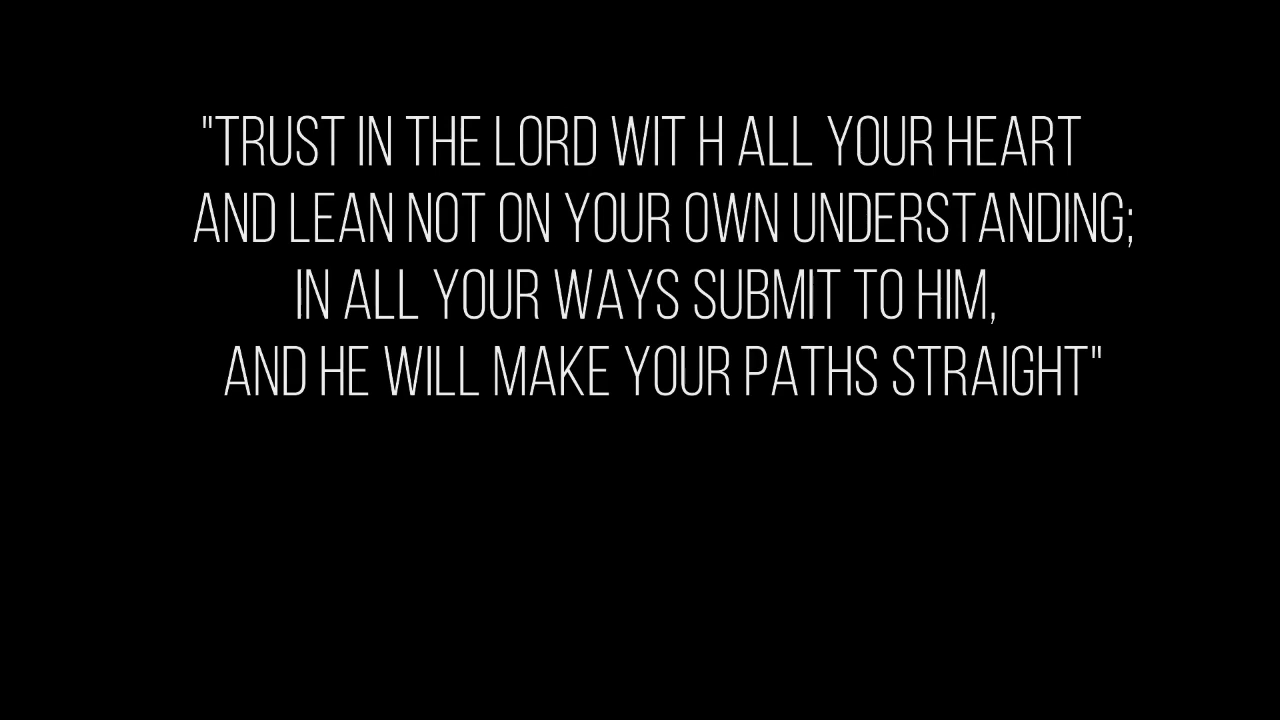 "TRUST IN THE LORD WIT H ALL YOUR HEART
AND LEAN NOT ON YOUR OWN UNDERSTANDING;
IN ALL YOUR WAYS SUBMIT TO HIM,
AND HE WILL MAKE YOUR PATHS STRAIGHT"